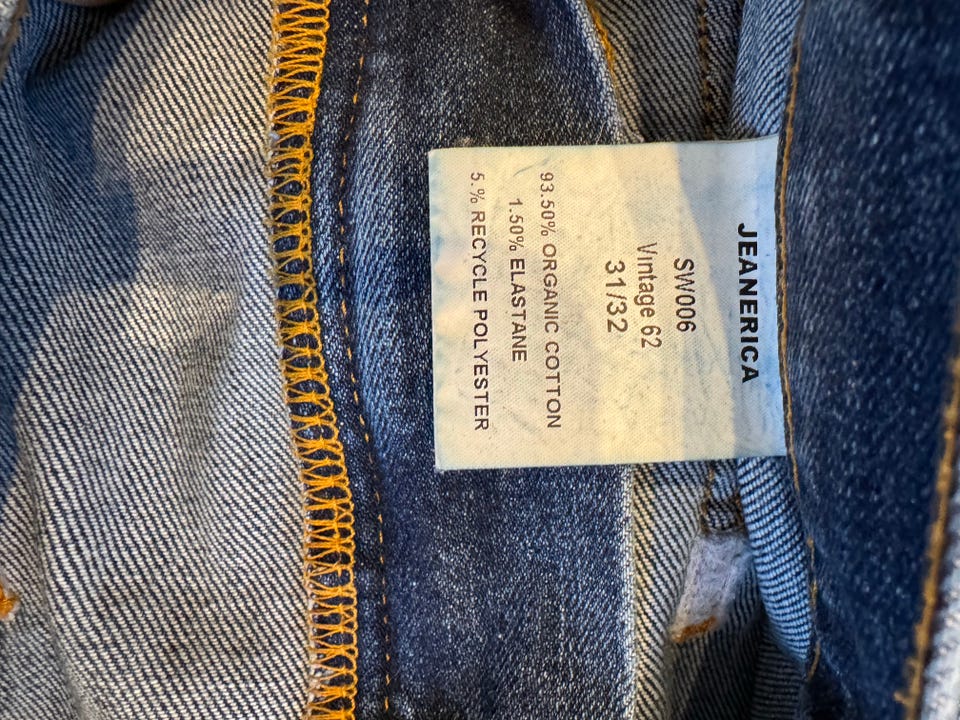 JEANERICA
SW006
Vintage 62
31/32
93.50% ORGANIC COTTON
1.50% ELASTANE
5.% RECYCLE POLYESTER